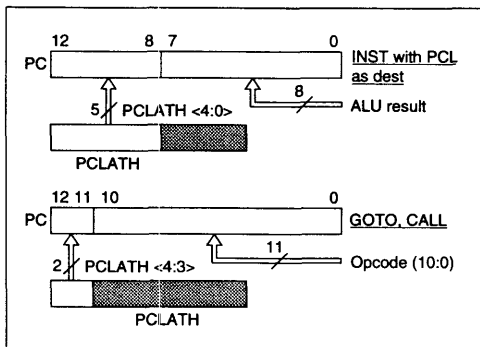 12 8 7 0
PC INST with PCL
as dest
8
5 PCLATH <4:0> ALU result
PCLATH
12 11 10 0
PC GOTO, CALL
11
2 PCLATH <4:3> Opcode (10:0)
PCLATH